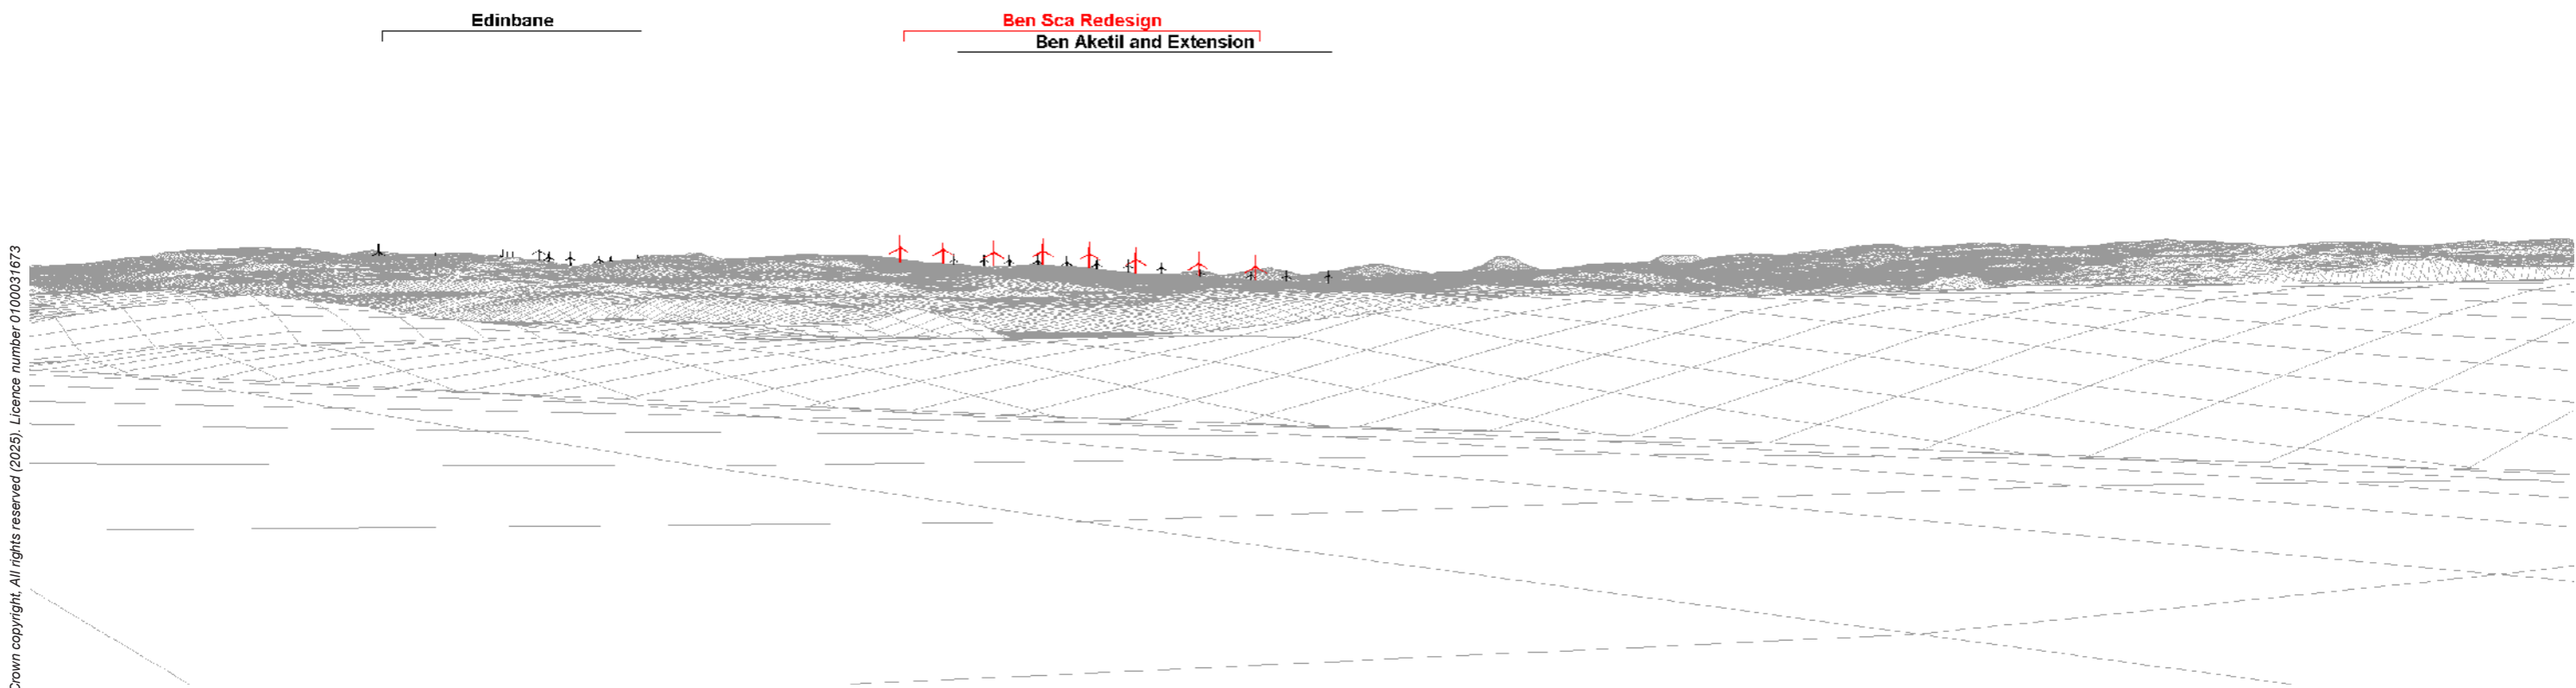 Edinbane
Ben Sca Redesign
Ben Aketil and Extension
Crown copyright, All rights reserved (2025). Licence number 0100031673